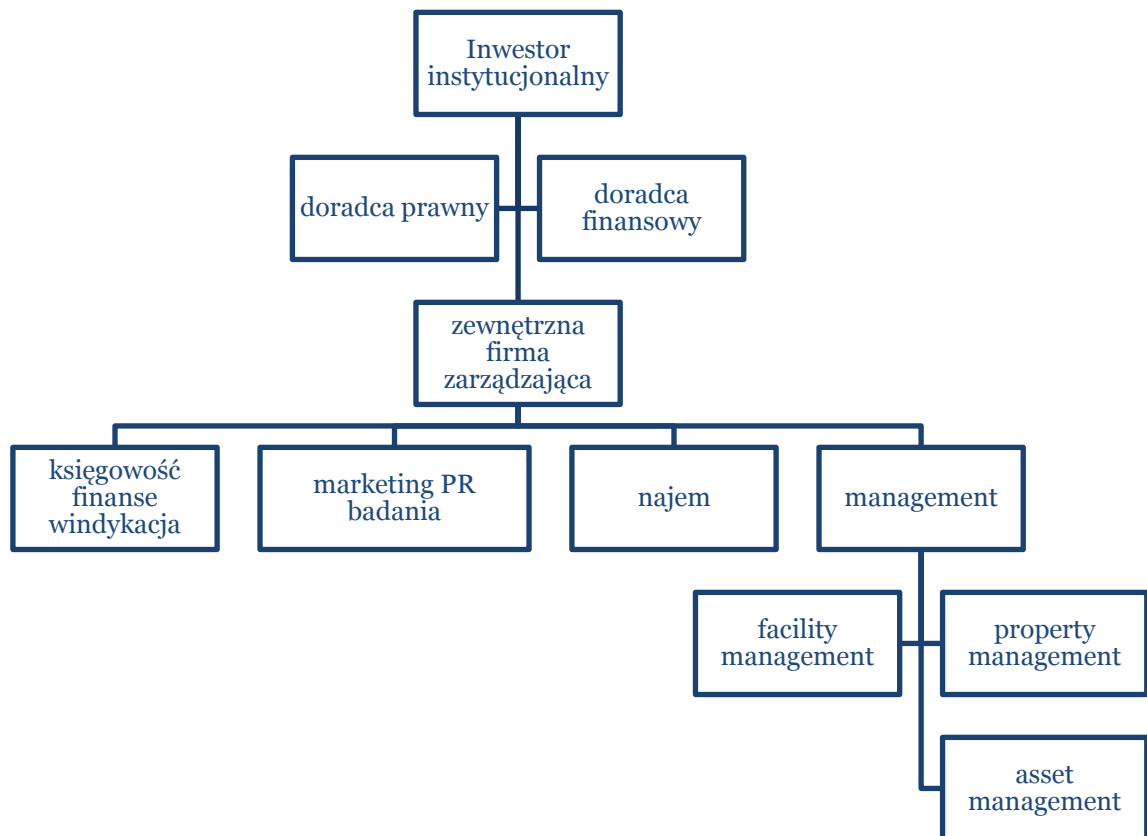 Inwestor
instytucjonalny
doradca prawny
doradca
finansowy
zewnętrzna
firma
zarządzająca
księgowość
finanse
windykacja
marketing PR
badania
najem
management
facility
management
property
management
asset
management